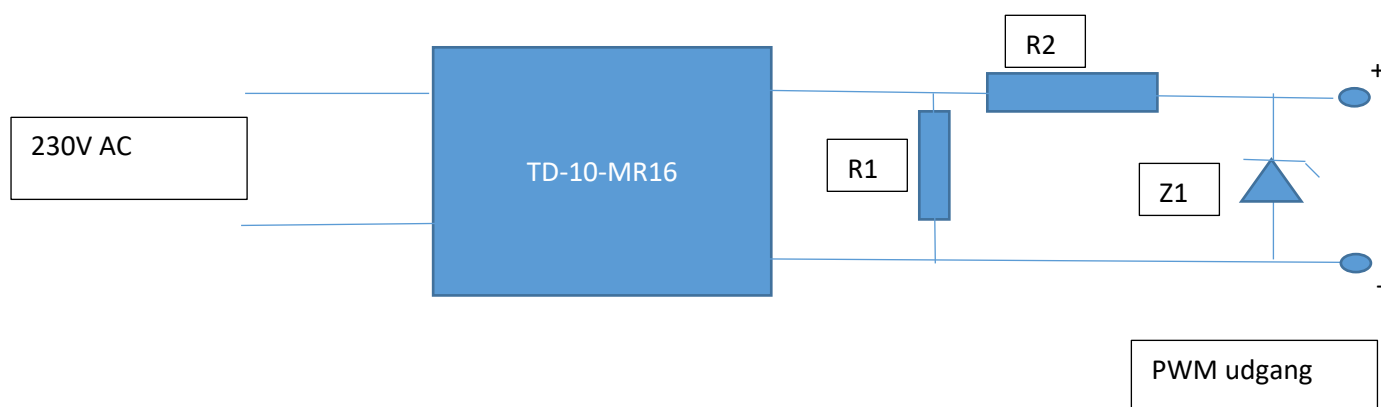 R2
+
230V AC
TD-10-MR16
R1
Z1
-
PWM udgang